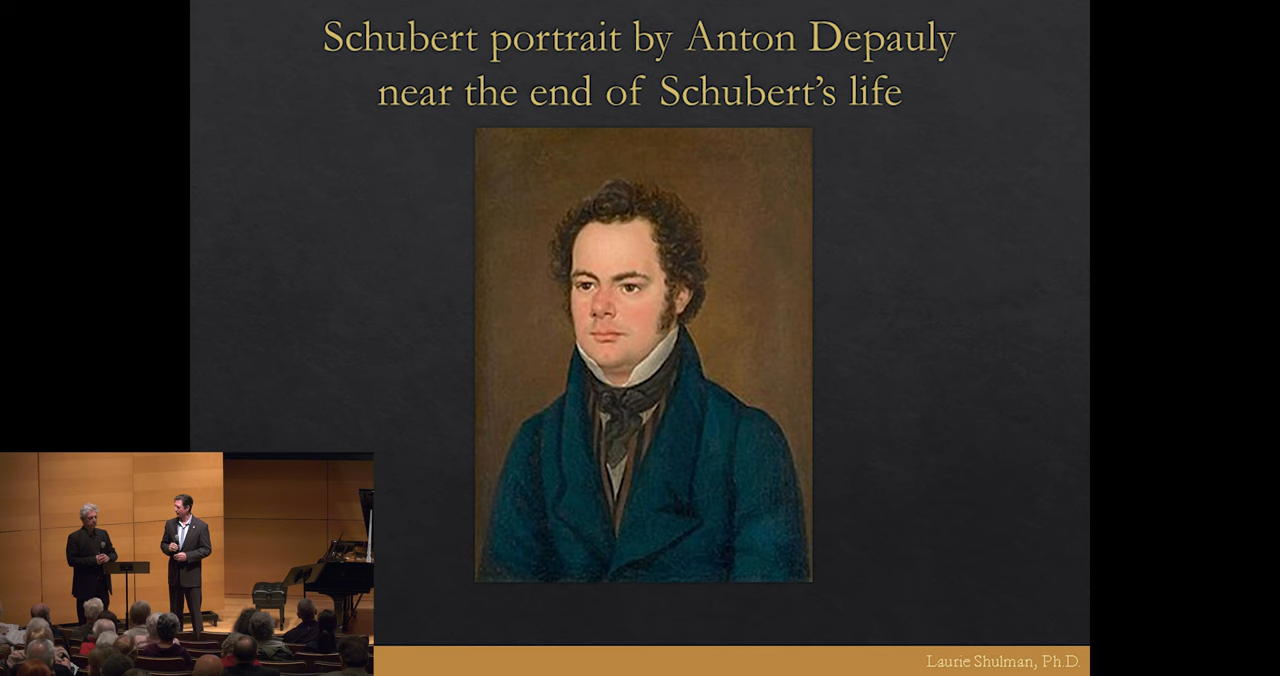 Schubert portrait by Anton Depauly
near the end of Schubert’s life
Laurie Shulman, Ph.D.